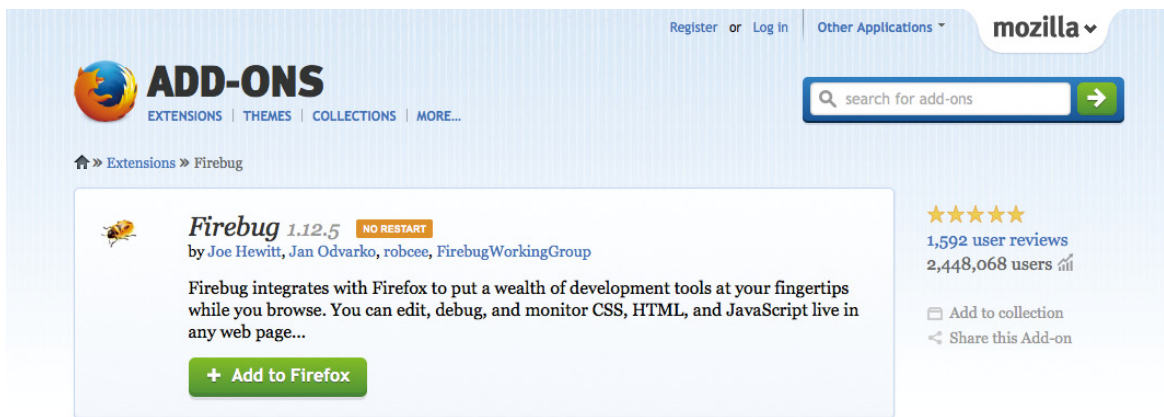 Register or Log in Other Applications mozilla
ADD-ONS
EXTENSIONS | THEMES | COLLECTIONS | MORE...
search for add-ons
» Extensions » Firebug
Firebug 1.12.5 NO RESTART
by Joe Hewitt, Jan Odvarko, robcee, FirebugWorkingGroup
Firebug integrates with Firefox to put a wealth of development tools at your fingertips
while you browse. You can edit, debug, and monitor CSS, HTML, and JavaScript live in
any web page...
+ Add to Firefox
1,592 user reviews
2,448,068 users
Add to collection
Share this Add-on